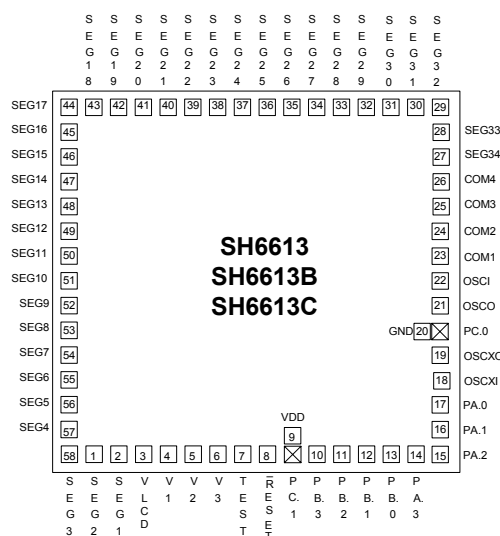 SEG18 SEG19 SEG20 SEG21 SEG22 SEG23 SEG24 SEG25 SEG26 SEG27 SEG28 SEG29 SEG30 SEG31 SEG32
SEG17 44 43 42 41 40 39 38 37 36 35 34 33 32 31 30 29
SEG16 45 28 SEG33
SEG15 46 27 SEG34
SEG14 47 26 COM4
SEG13 48 25 COM3
SEG12 49 24 COM2
SH6613
SEG11 50 23 COM1
SH6613B
SEG10 51 22 OSCI
SH6613C
SEG9 52 21 OSCO
SEG8 53 GND 20 PC.0
SEG7 54 19 OSCXO
SEG6 55 18 OSCXI
SEG5 56 17 PA.0
VDD
SEG4 57 9 16 PA.1
58 1 2 3 4 5 6 7 8 10 11 12 13 14 15 PA.2
SEG3 SEG2 SEG1 VLCD V1 V2 V3 TEST RESET PC.1 PB.3 PB.2 PB.1 PB.0 PA.3